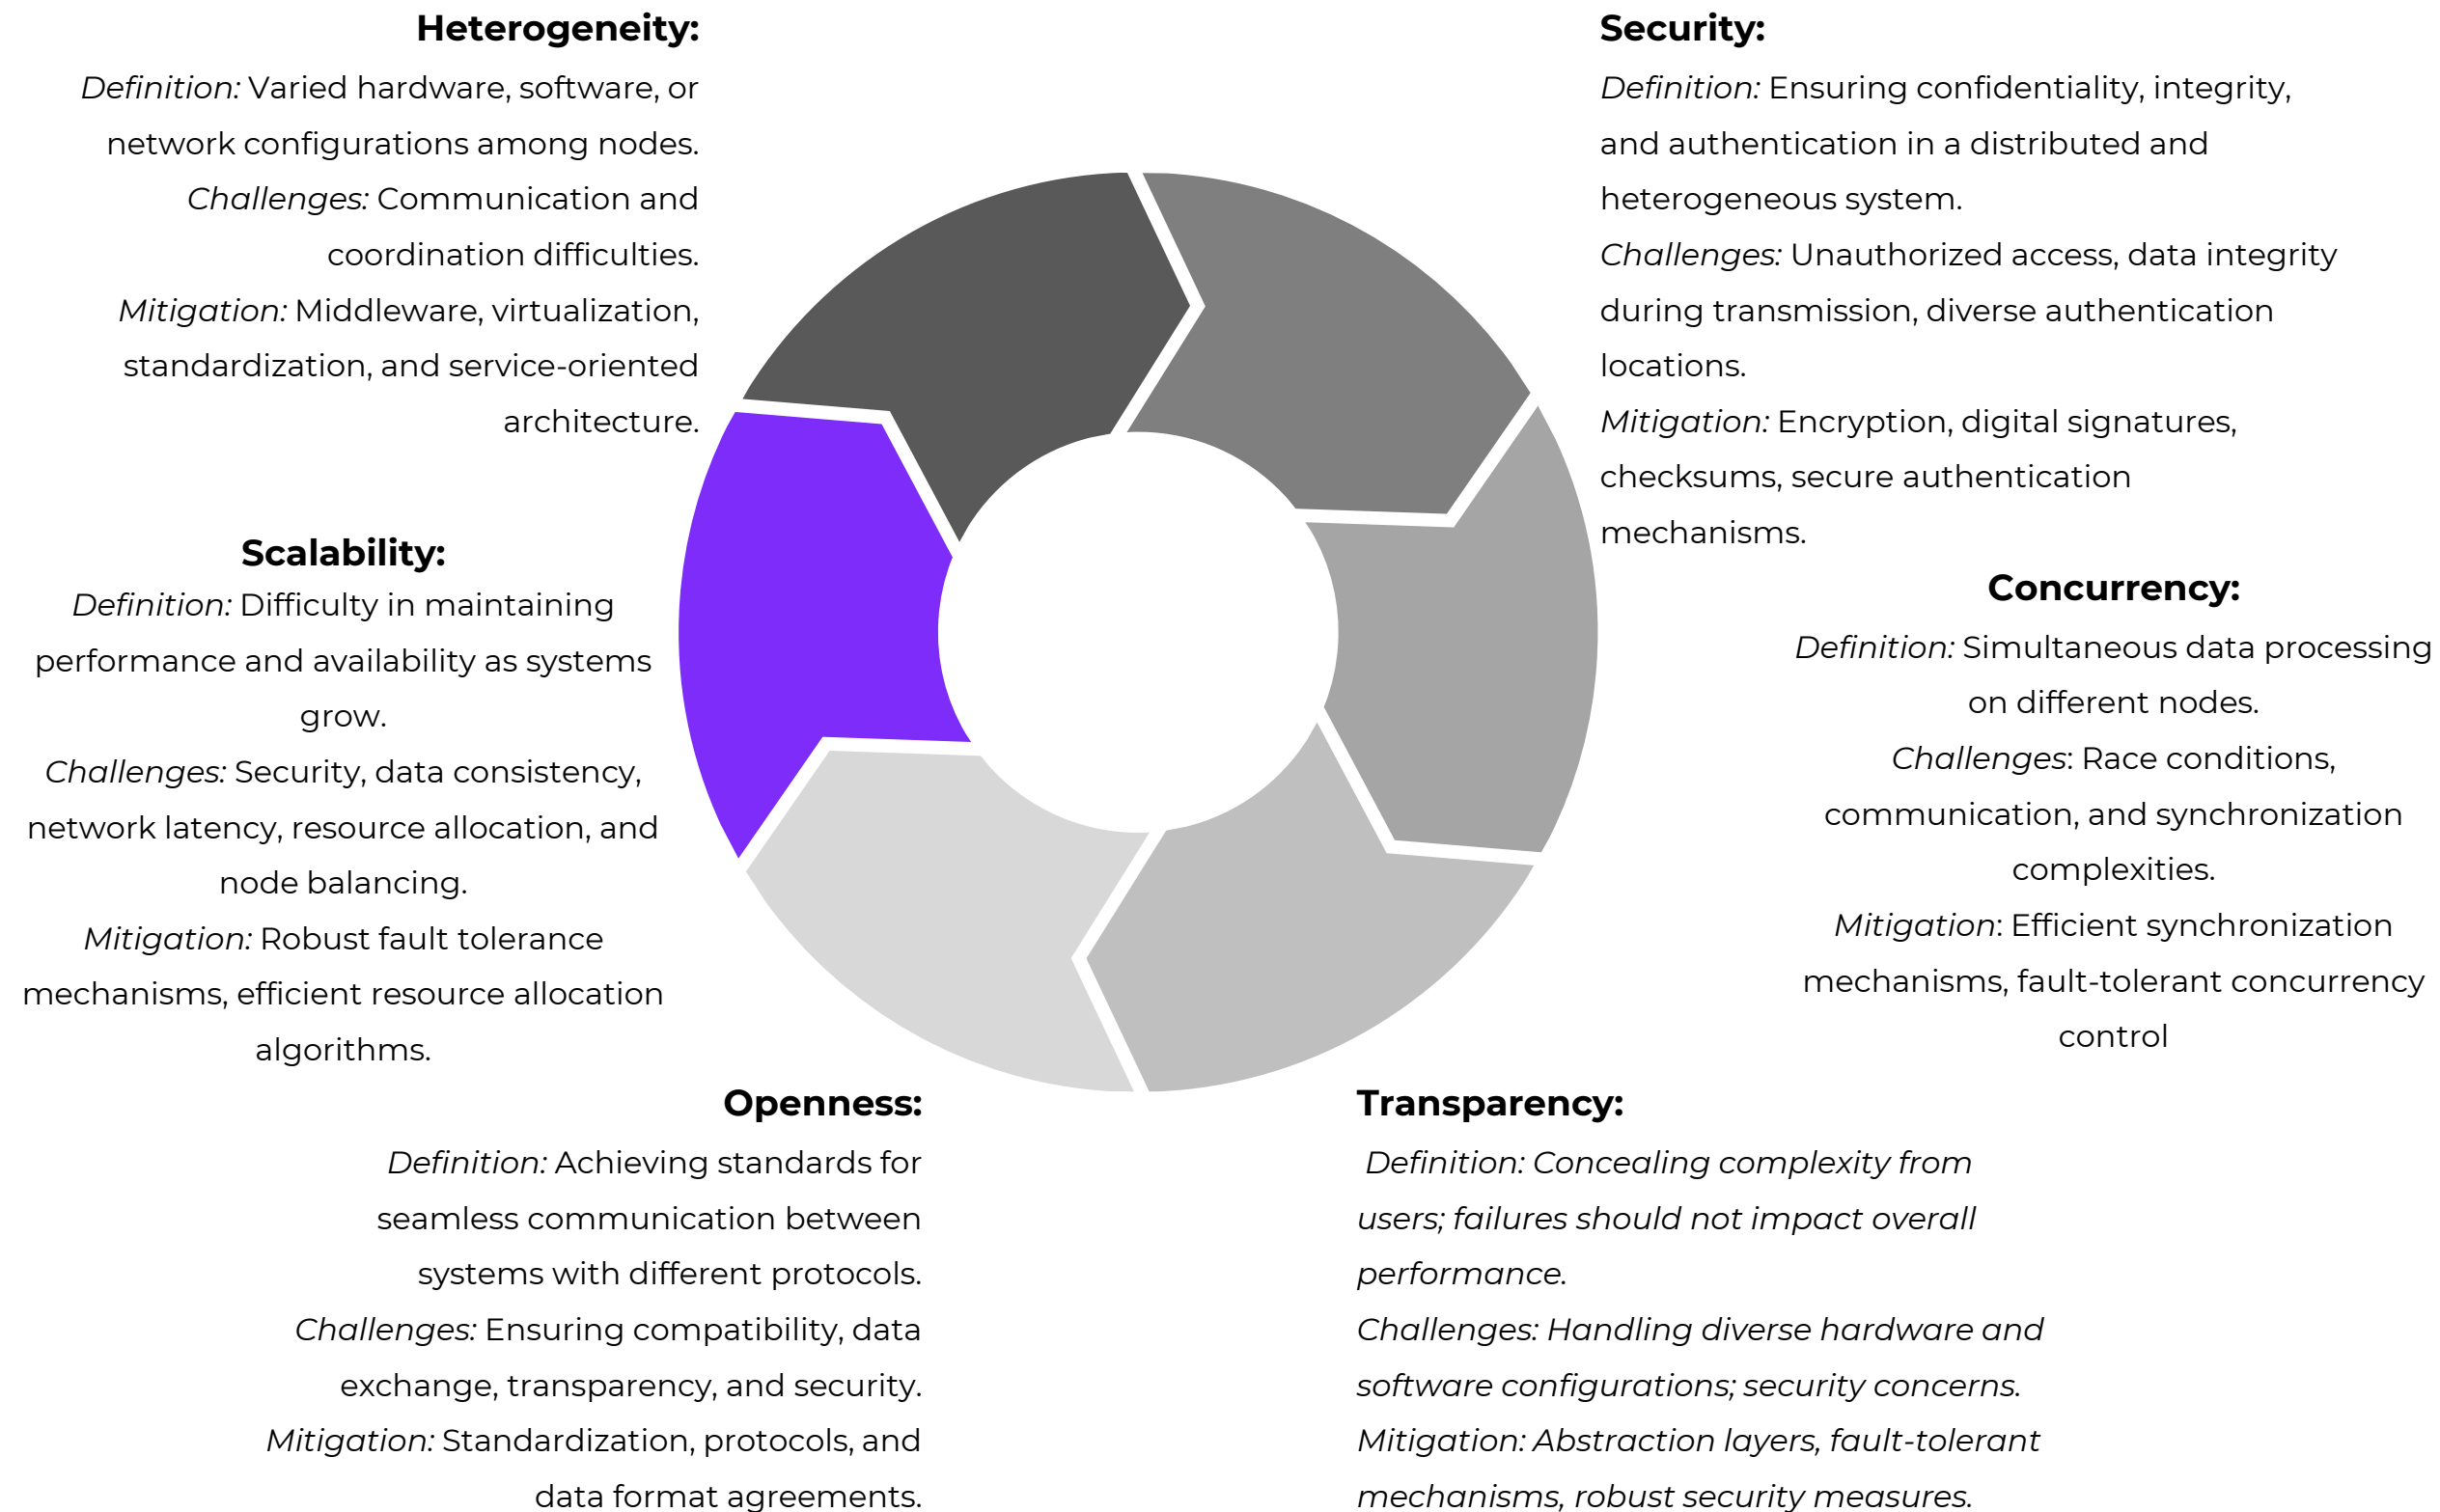 Heterogeneity:
Definition: Varied hardware, software, or
network configurations among nodes.
Challenges: Communication and
coordination difficulties.
Mitigation: Middleware, virtualization,
standardization, and service-oriented
architecture.
Security:
Definition: Ensuring confidentiality, integrity,
and authentication in a distributed and
heterogeneous system.
Challenges: Unauthorized access, data integrity
during transmission, diverse authentication
locations.
Mitigation: Encryption, digital signatures,
checksums, secure authentication
mechanisms.
Scalability:
Definition: Difficulty in maintaining
performance and availability as systems
grow.
Challenges: Security, data consistency,
network latency, resource allocation, and
node balancing.
Mitigation: Robust fault tolerance
mechanisms, efficient resource allocation
algorithms.
Concurrency:
Definition: Simultaneous data processing
on different nodes.
Challenges: Race conditions,
communication, and synchronization
complexities.
Mitigation: Efficient synchronization
mechanisms, fault-tolerant concurrency
control
Openness:
Definition: Achieving standards for
seamless communication between
systems with different protocols.
Challenges: Ensuring compatibility, data
exchange, transparency, and security.
Mitigation: Standardization, protocols, and
data format agreements.
Transparency:
Definition: Concealing complexity from
users; failures should not impact overall
performance.
Challenges: Handling diverse hardware and
software configurations; security concerns.
Mitigation: Abstraction layers, fault-tolerant
mechanisms, robust security measures.